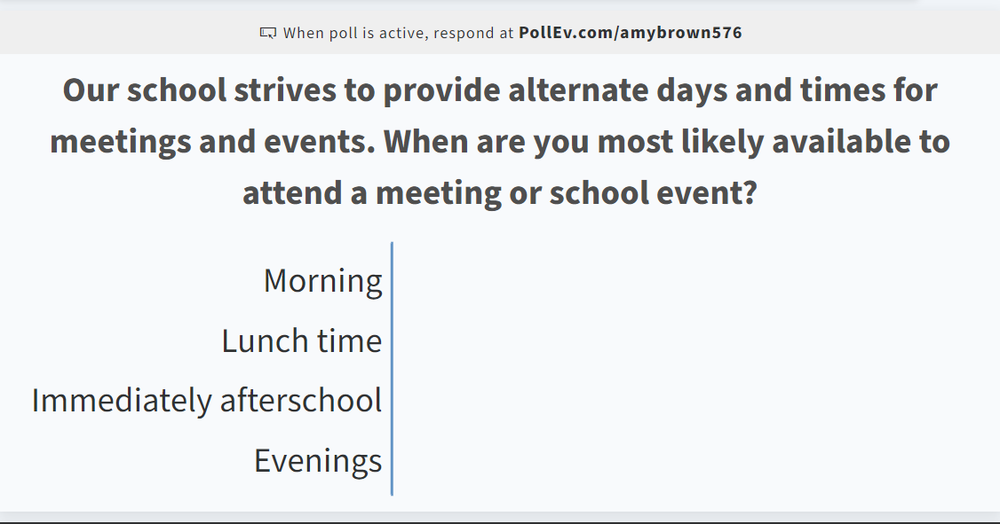 When poll is active, respond at PollEv.com/amybrown576
Our school strives to provide alternate days and times for
meetings and events. When are you most likely available to
attend a meeting or school event?
Morning
Lunch time
Immediately afterschool
Evenings